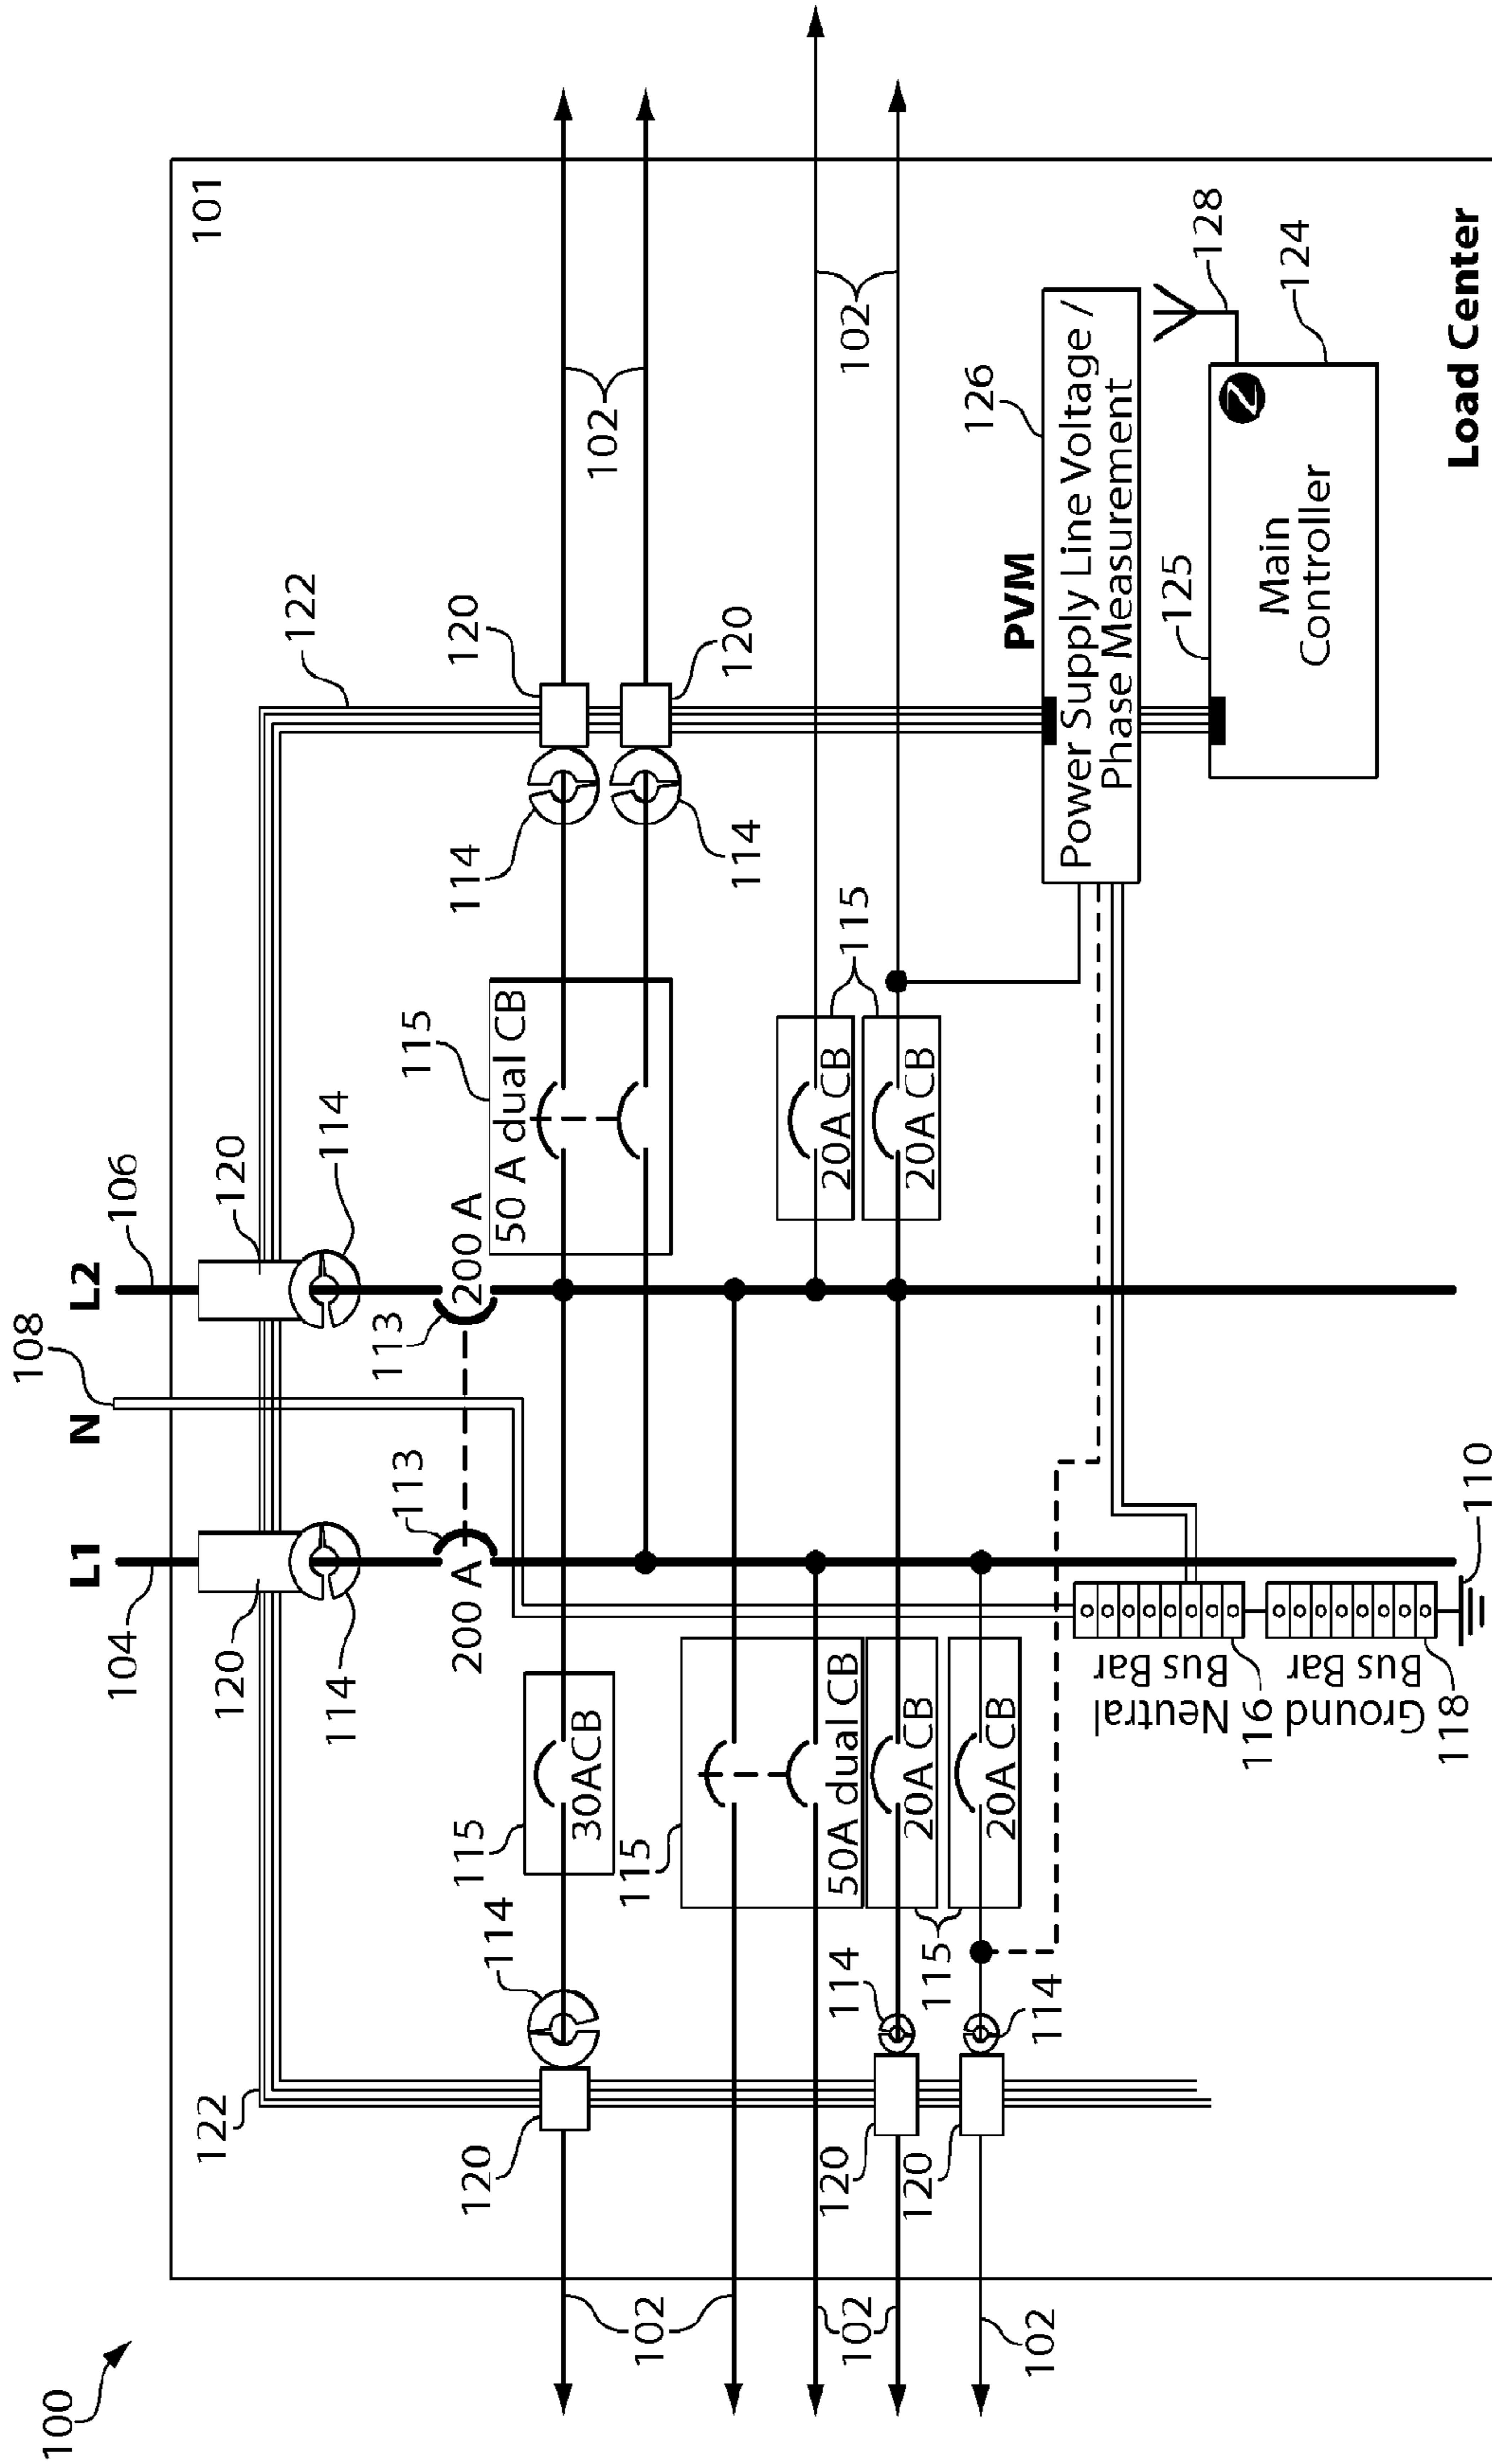 100
104
L1
N
108
L2
106
101
122
120
114
120
114
122
200 A
113
113
200 A
120
114
115
30ACB
115
50 A dual CB
114
120
114
120
102
102
115
50A dual CB
102
120
114
20A CB
120
114
20A CB
115
102
20A CB
20A CB
115
102
Neutral
Bus Bar
116
Ground
Bus Bar
118
110
PVM
126
Power Supply Line Voltage /
Phase Measurement
125
128
124
Main
Controller
Load Center